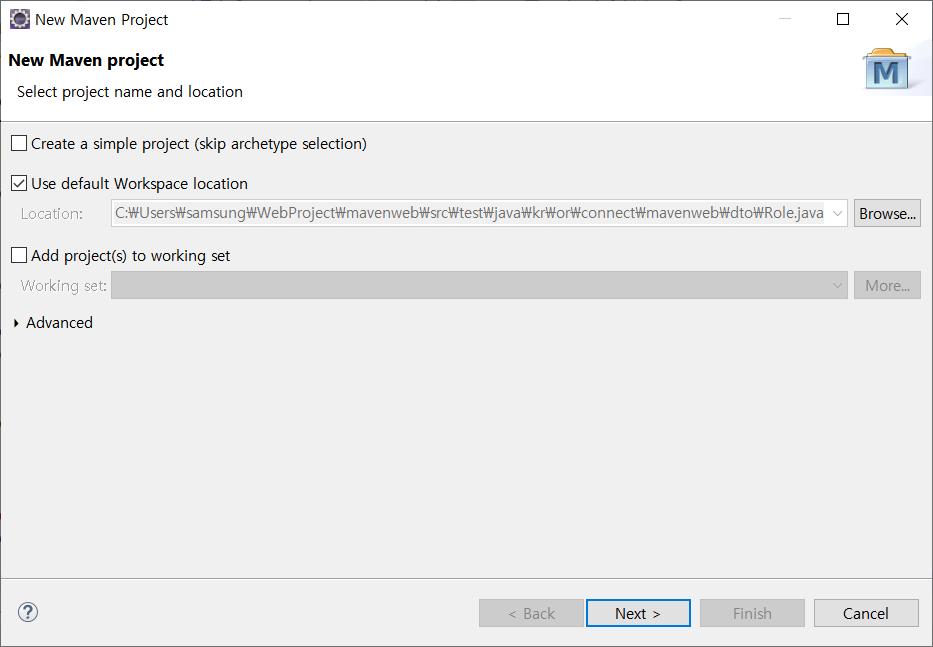 New Maven Project
New Maven project
M
Select project name and location
Create a simple project (skip archetype selection)
Use default Workspace location
Location: C:₩Users₩samsung₩WebProject₩mavenweb₩src₩test₩java₩kr₩or₩connect₩mavenweb₩dto₩Role.java Browse...
Add project(s) to working set
Working set: More...
Advanced
? < Back Next > Finish Cancel